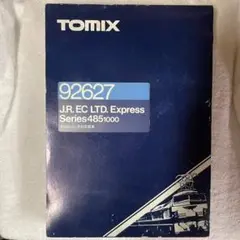 TOMIX
92627
J.R. EC LTD. Express
Series485 1000